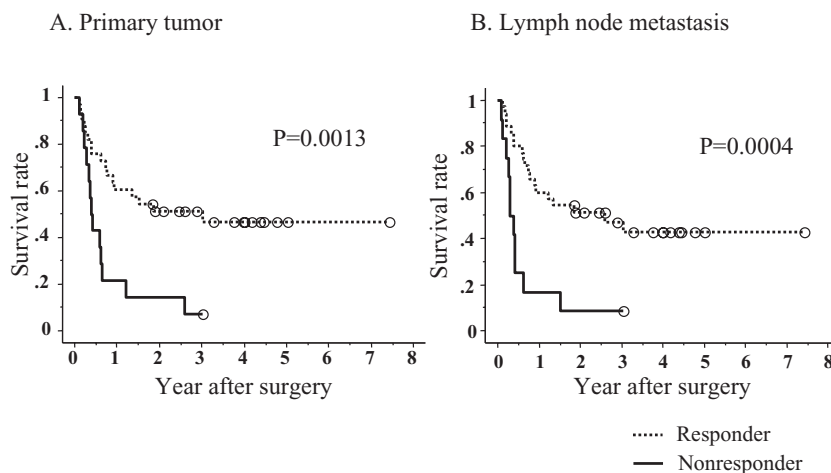 A. Primary tumor
B. Lymph node metastasis
1
.8
.6
.4
.2
0
Survival rate
P=0.0013
0 1 2 3 4 5 6 7 8
Year after surgery
1
.8
.6
.4
.2
0
Survival rate
P=0.0004
0 1 2 3 4 5 6 7 8
Year after surgery
Responder
Nonresponder